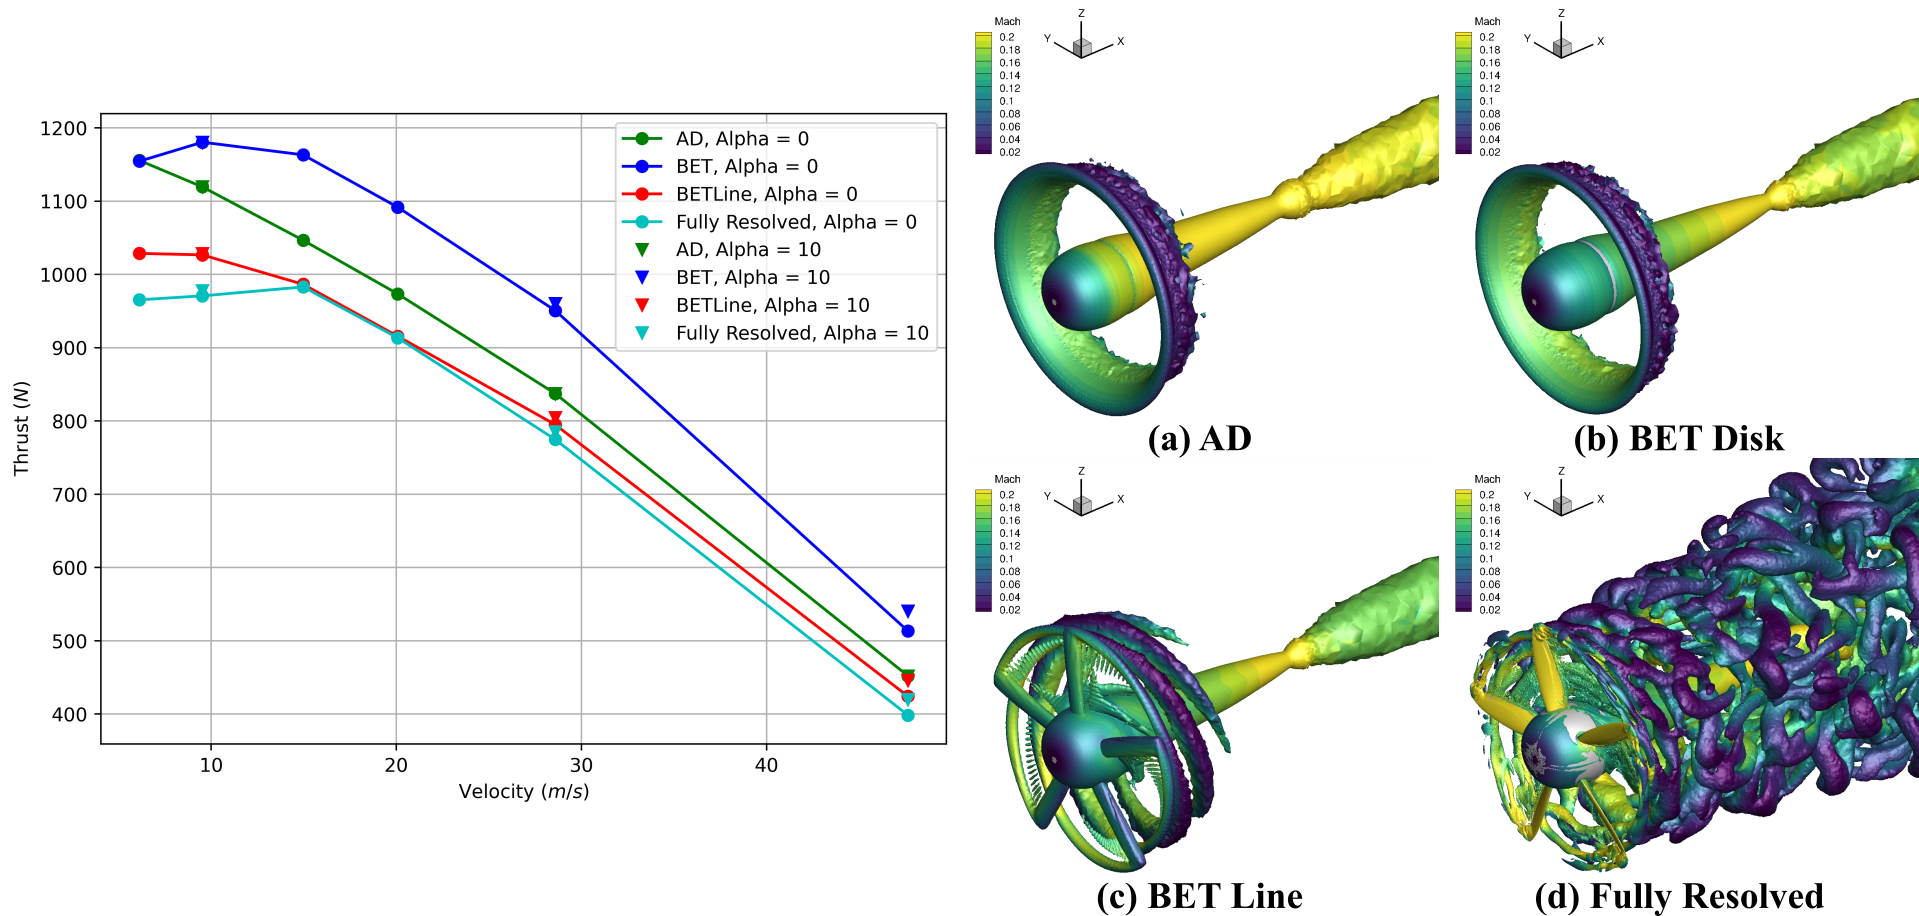 1200
1100
1000
900
800
700
600
500
400
10
20
30
40
Thrust (N)
Velocity (m/s)
AD, Alpha = 0
BET, Alpha = 0
BETLine, Alpha = 0
Fully Resolved, Alpha = 0
AD, Alpha = 10
BET, Alpha = 10
BETLine, Alpha = 10
Fully Resolved, Alpha = 10
Mach
0.2
0.18
0.16
0.14
0.12
0.1
0.08
0.06
0.04
0.02
Z
Y
X
(a) AD
Mach
0.2
0.18
0.16
0.14
0.12
0.1
0.08
0.06
0.04
0.02
Z
Y
X
(b) BET Disk
Mach
0.2
0.18
0.16
0.14
0.12
0.1
0.08
0.06
0.04
0.02
Z
Y
X
(c) BET Line
Mach
0.2
0.18
0.16
0.14
0.12
0.1
0.08
0.06
0.04
0.02
Z
Y
X
(d) Fully Resolved